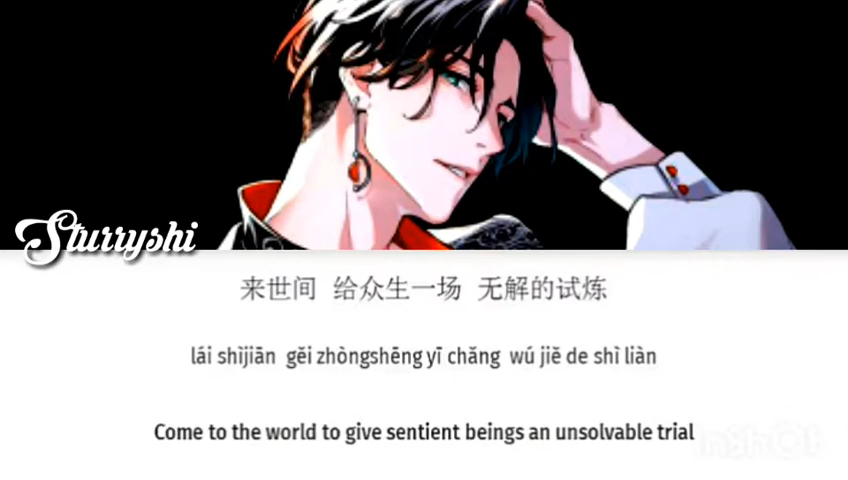 Sturryshi
来世间 给众生一场 无解的试炼
lái shìjiān gěi zhòngshēng yī chǎng wú jiě de shì liàn
Come to the world to give sentient beings an unsolvable trial
InShOt